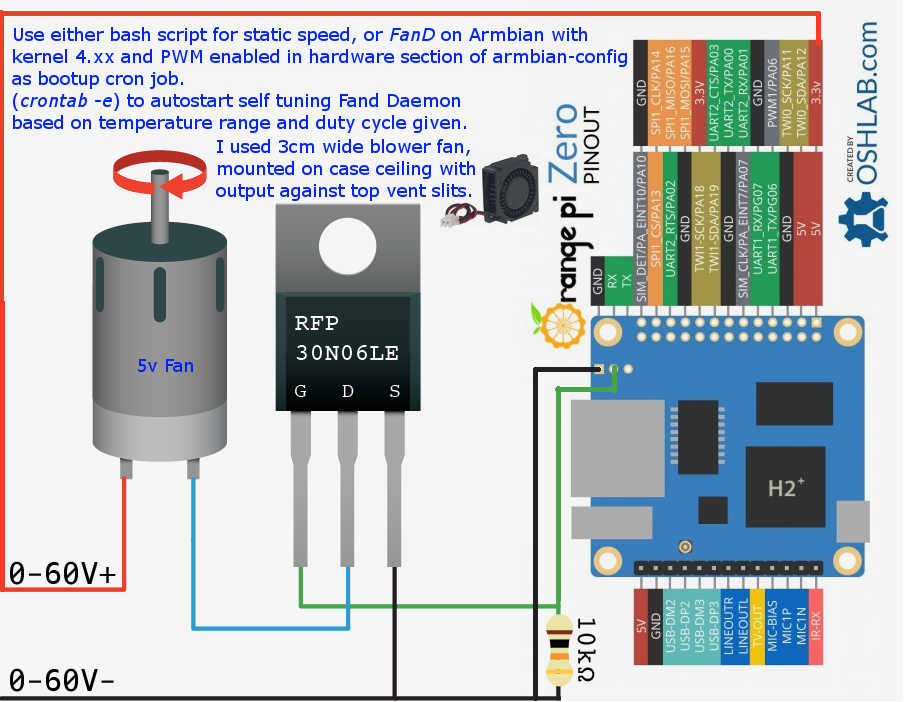 Use either bash script for static speed, or FanD on Armbian with
kernel 4.xx and PWM enabled in hardware section of armbian-config
as bootup cron job.
(crontab -e) to autostart self tuning Fand Daemon
based on temperature range and duty cycle given.
I used 3cm wide blower fan,
mounted on case ceiling with
output against top vent slits.
5v Fan
RFP
30N06LE
G D S
0-60V+
0-60V-
10kΩ
range pi Zero
PINOUT
CREATED BY
OSHLAB.com
GND
SPI1_CLK/PA14
SPI1_MISO/PA16
SPI1_MOSI/PA15
3.3V
UART2_CTS/PA03
UART2_TX/PA00
UART2_RX/PA01
GND
PWM1/PA06
TWI0_SCK/PA11
TWI0_SDA/PA12
3.3v
SIM_DET/PA_EINT10/PA10
SPI1_CS/PA13
UART2_RTS/PA02
GND
TWI1-SCK/PA18
TWI1-SDA/PA19
GND
SIM_CLK/PA_EINT7/PA07
UART1_RX/PG07
UART1_TX/PG06
GND
5V
5V
GND
RX
TX
H2+
5V
GND
USB-DM2
USB-DP2
USB-DM3
USB-DP3
LINEOUTR
LINEOUTL
TV-OUT
MIC-BIAS
MIC1P
MIC1N
IR-RX